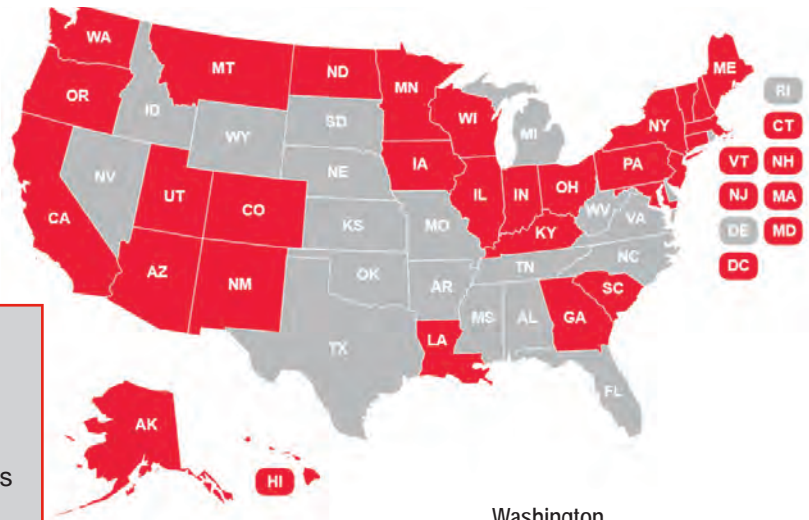 WA
MT
ND
MN
ME
OR
ID
SD
WI
NY
RI
WY
MI
CT
NV
NE
IA
PA
VT NH
UT
CO
IL IN OH
NJ MA
CA
KS
MO
KY
WV VA
DE MD
AZ
NM
OK
AR
TN
NC
DC
SC
MS AL GA
TX
LA
FL
AK
HI
s
Washington